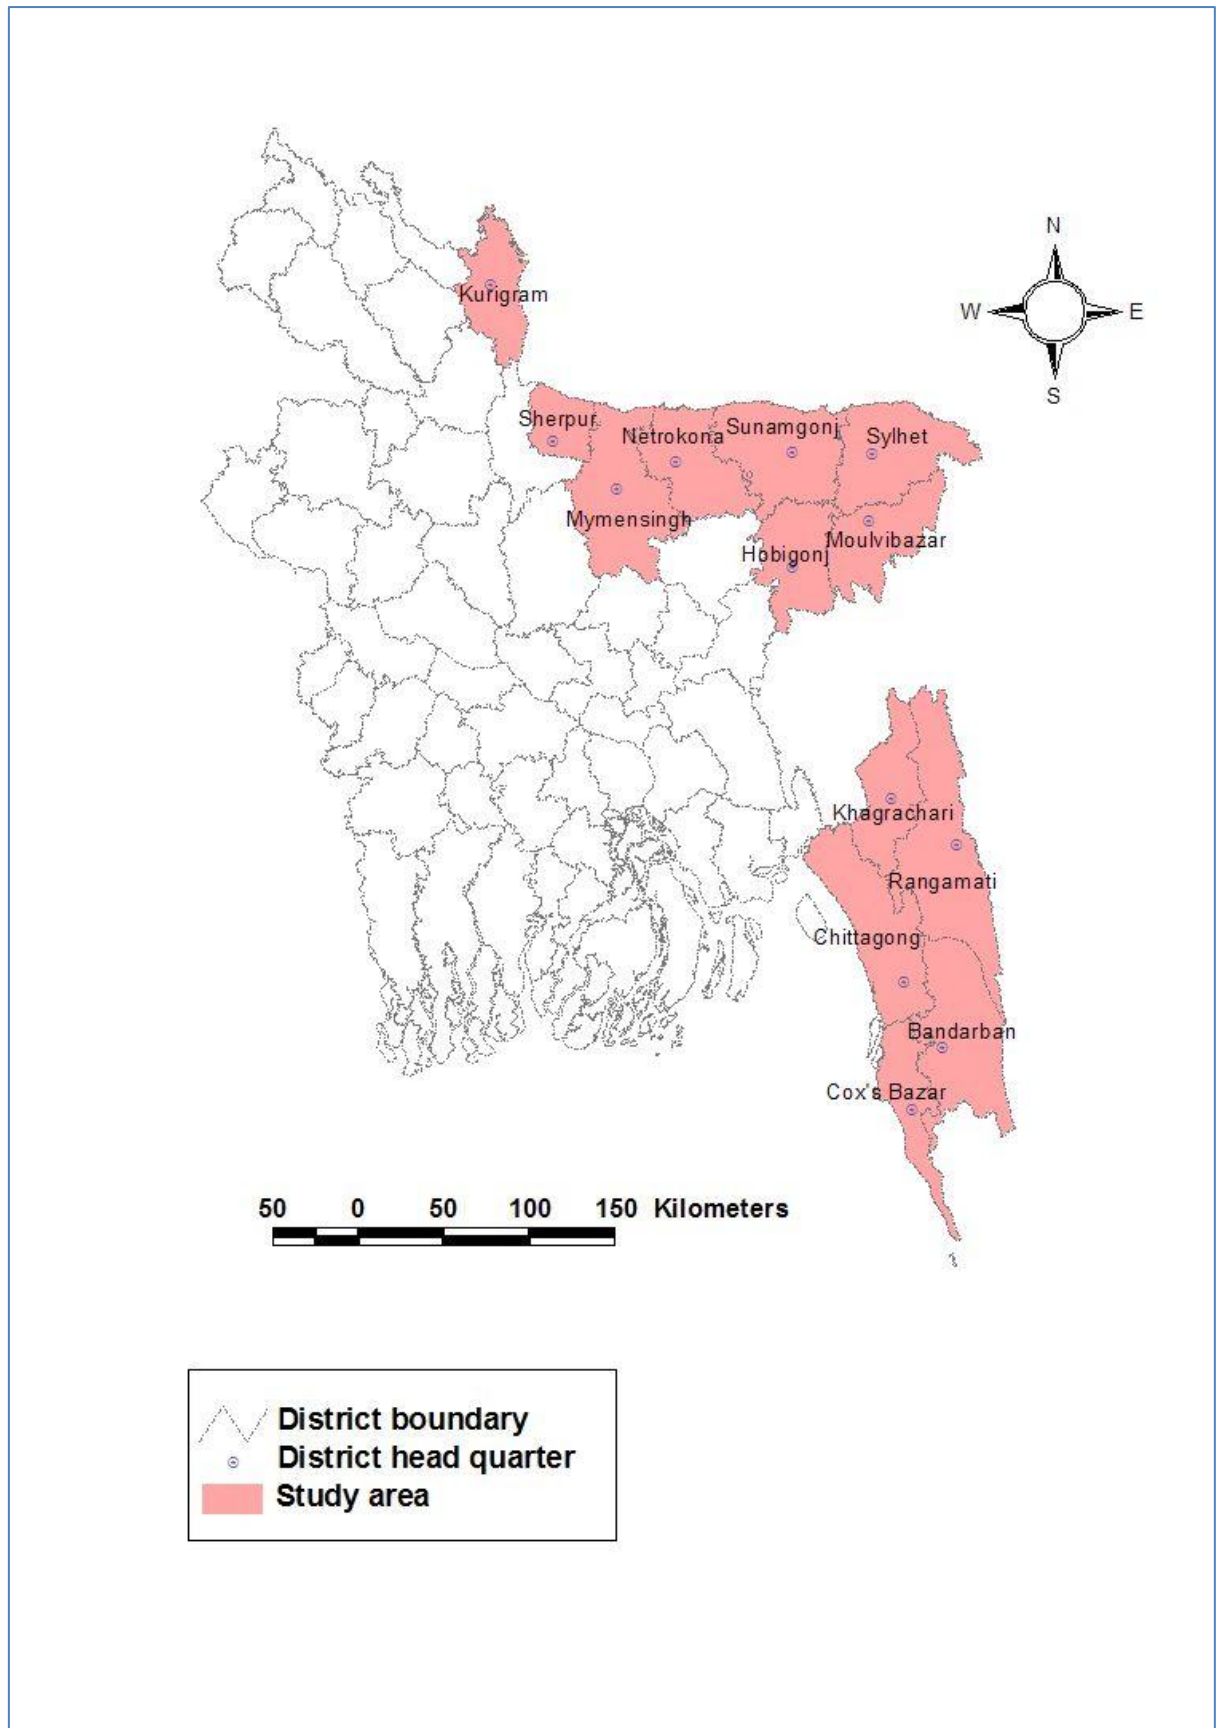 N
W E
S
Kurigram
Sherpur
Netrokona
Sunamgonj
Sylhet
Mymensingh
Hobigonj
Moulvibazar
Khagrachari
Rangamati
Chittagong
Bandarban
Cox's Bazar
50 0 50 100 150 Kilometers
District boundary
District head quarter
Study area